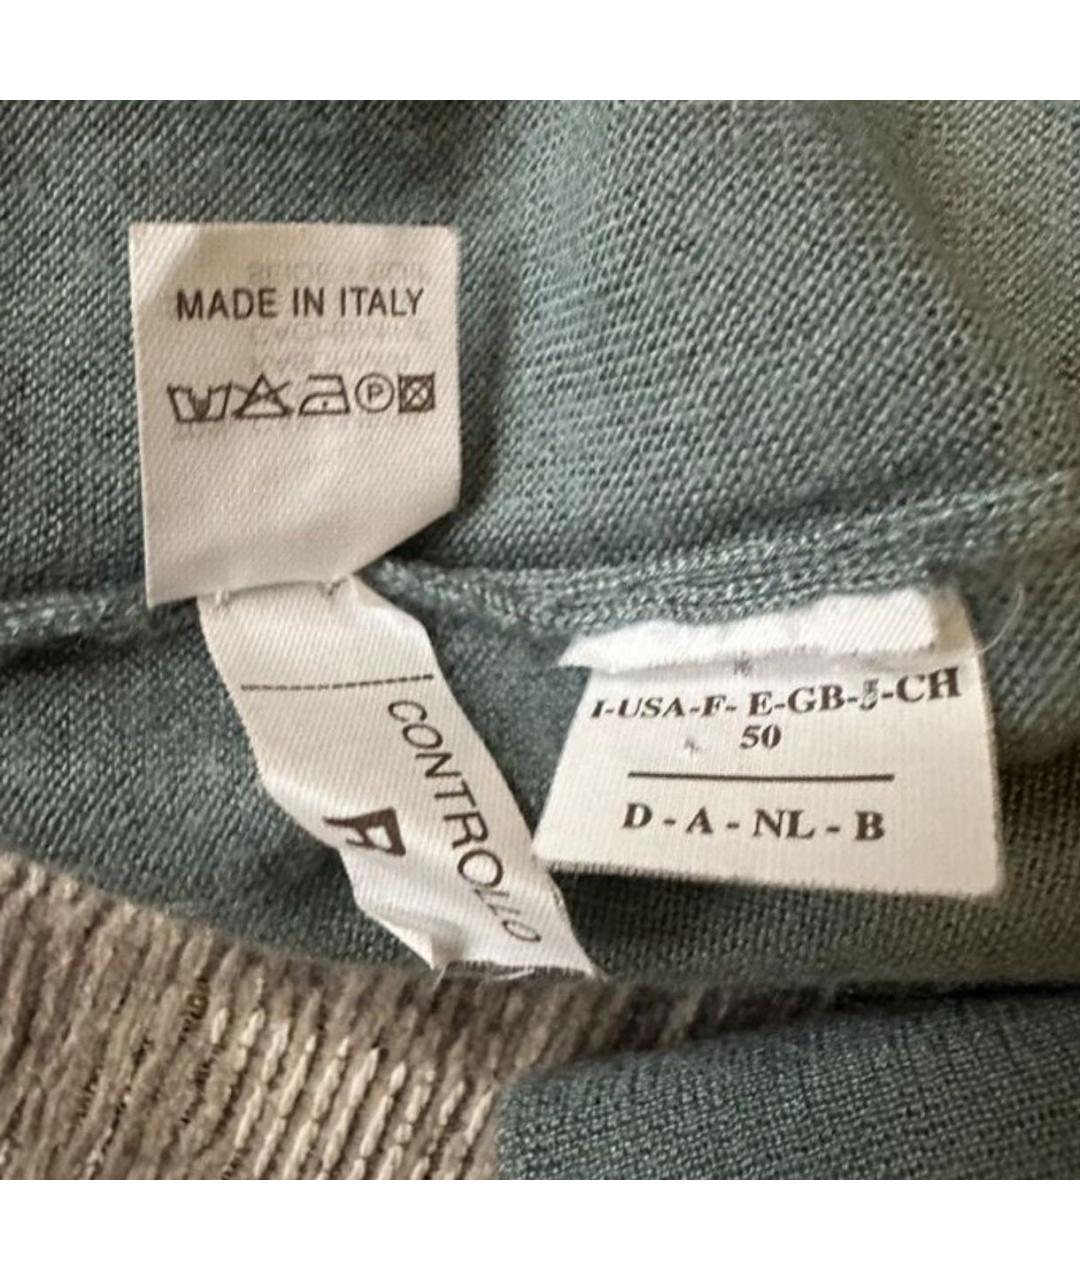 MADE IN ITALY
P
CONTROLLO
I-USA-F- E-GB-
-CH
50
D - A - NL - B